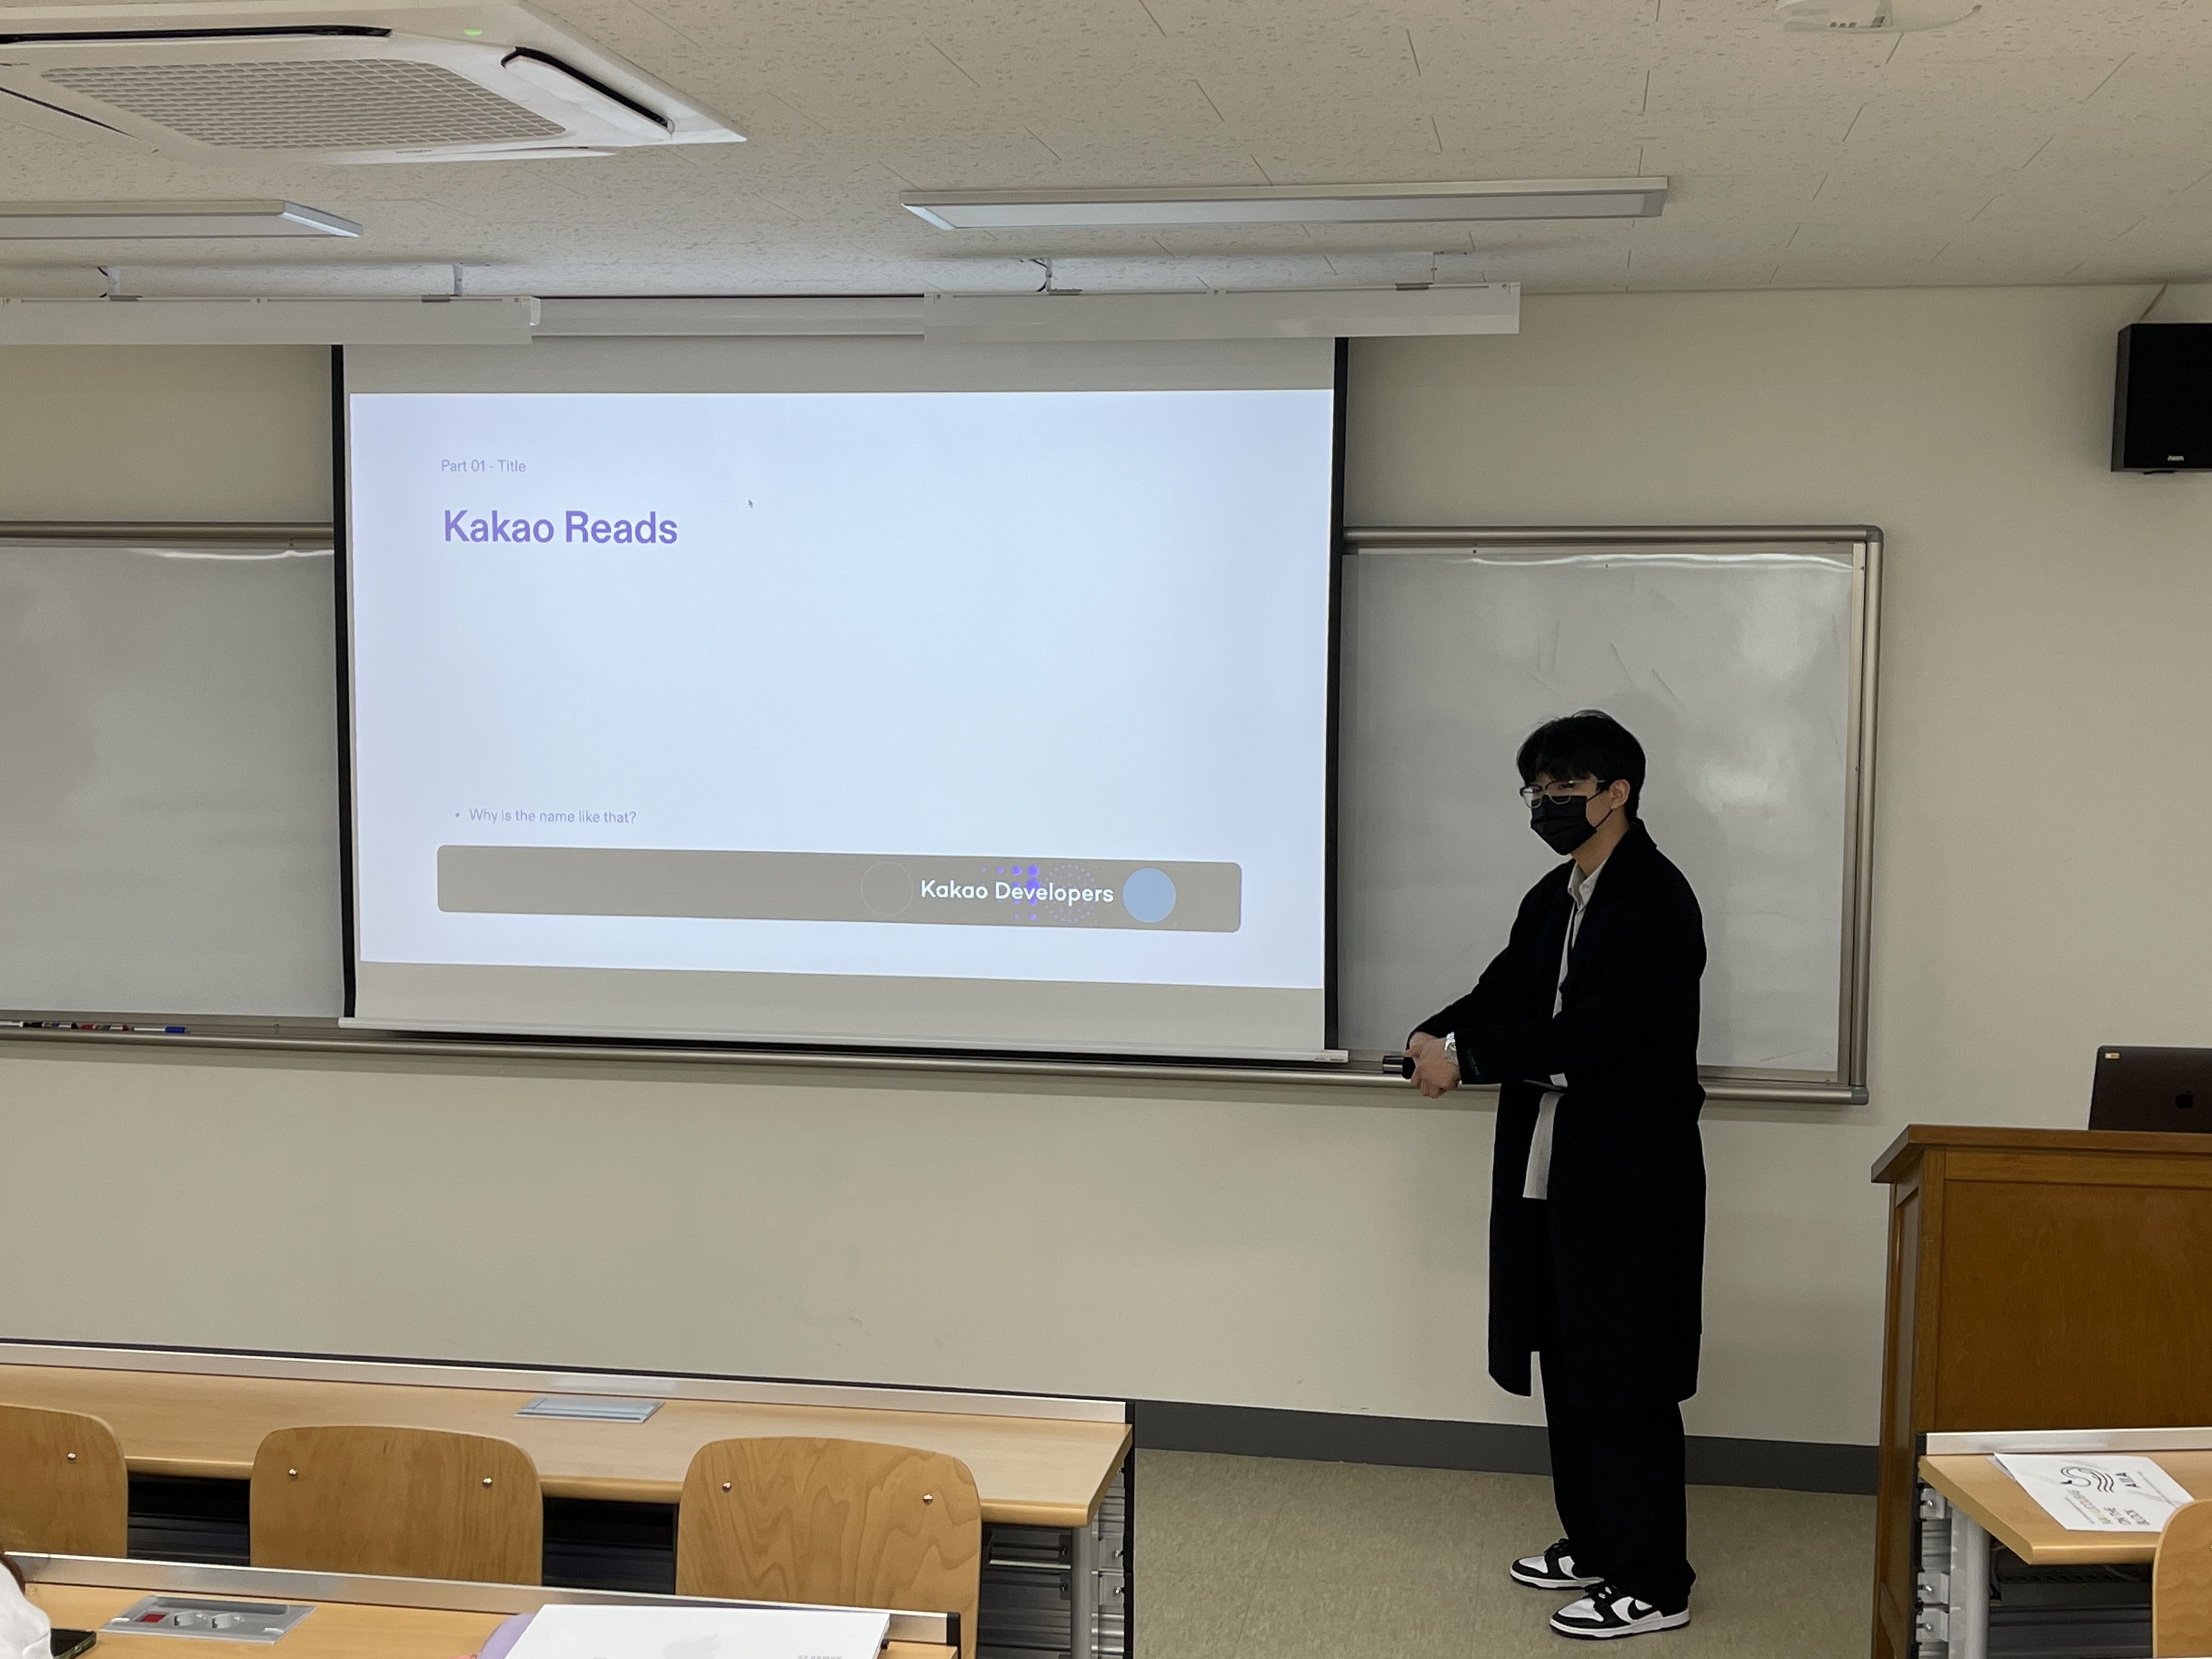 Part 01 - Title
Kakao Reads
• Why is the name like that?
Kakao Developers